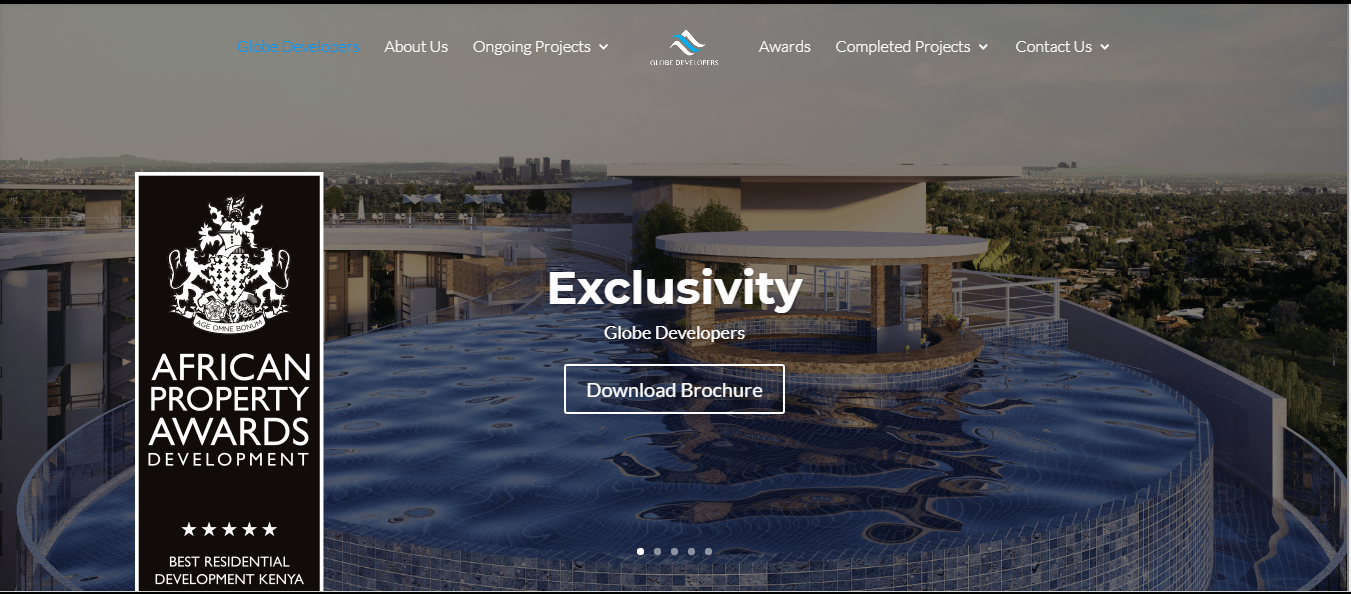 Globe Developers About Us Ongoing Projects GLOBE DEVELOPERS Awards Completed Projects Contact Us
Exclusivity
Globe Developers
Download Brochure
AGE OMNE BONUM
AFRICAN
PROPERTY
AWARDS
DEVELOPMENT
BEST RESIDENTIAL
DEVELOPMENT KENYA